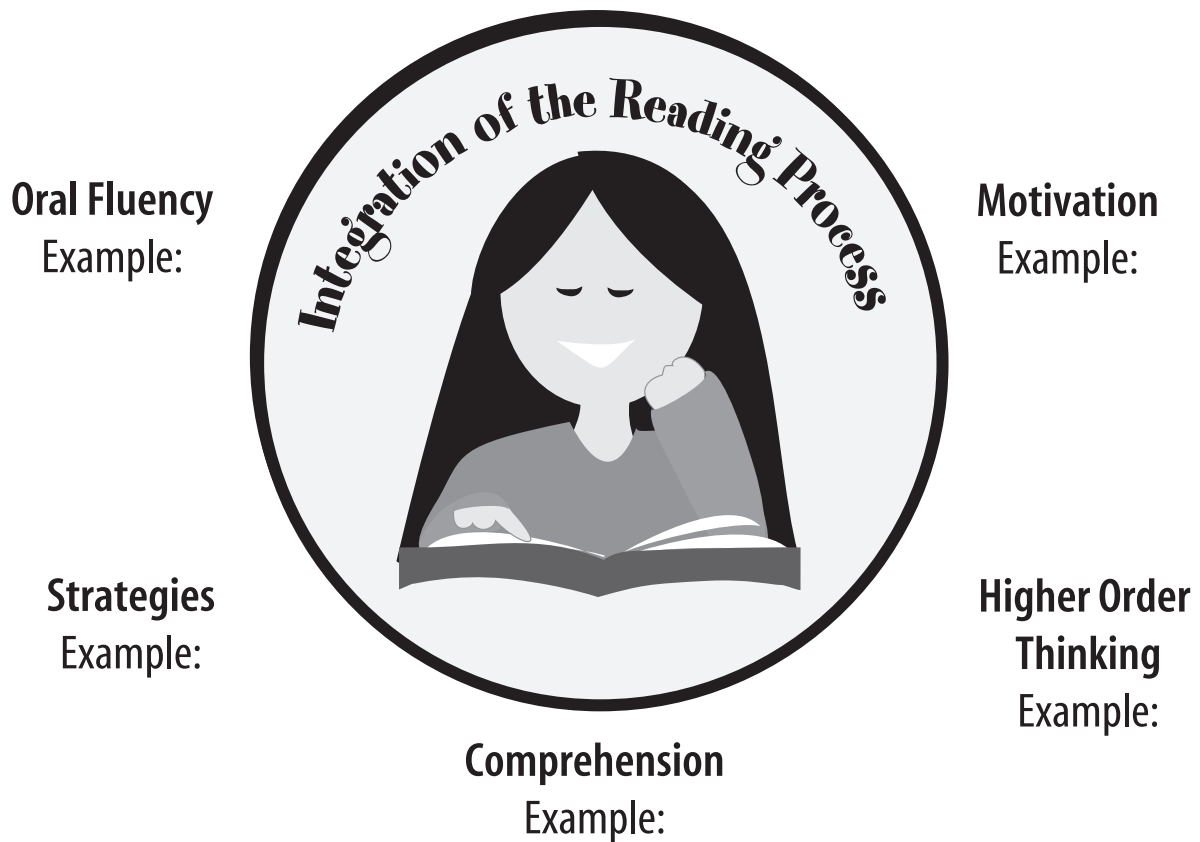 Integration of the Reading Process
Oral Fluency
Example:
Motivation
Example:
Strategies
Example:
Higher Order
Thinking
Example:
Comprehension
Example: